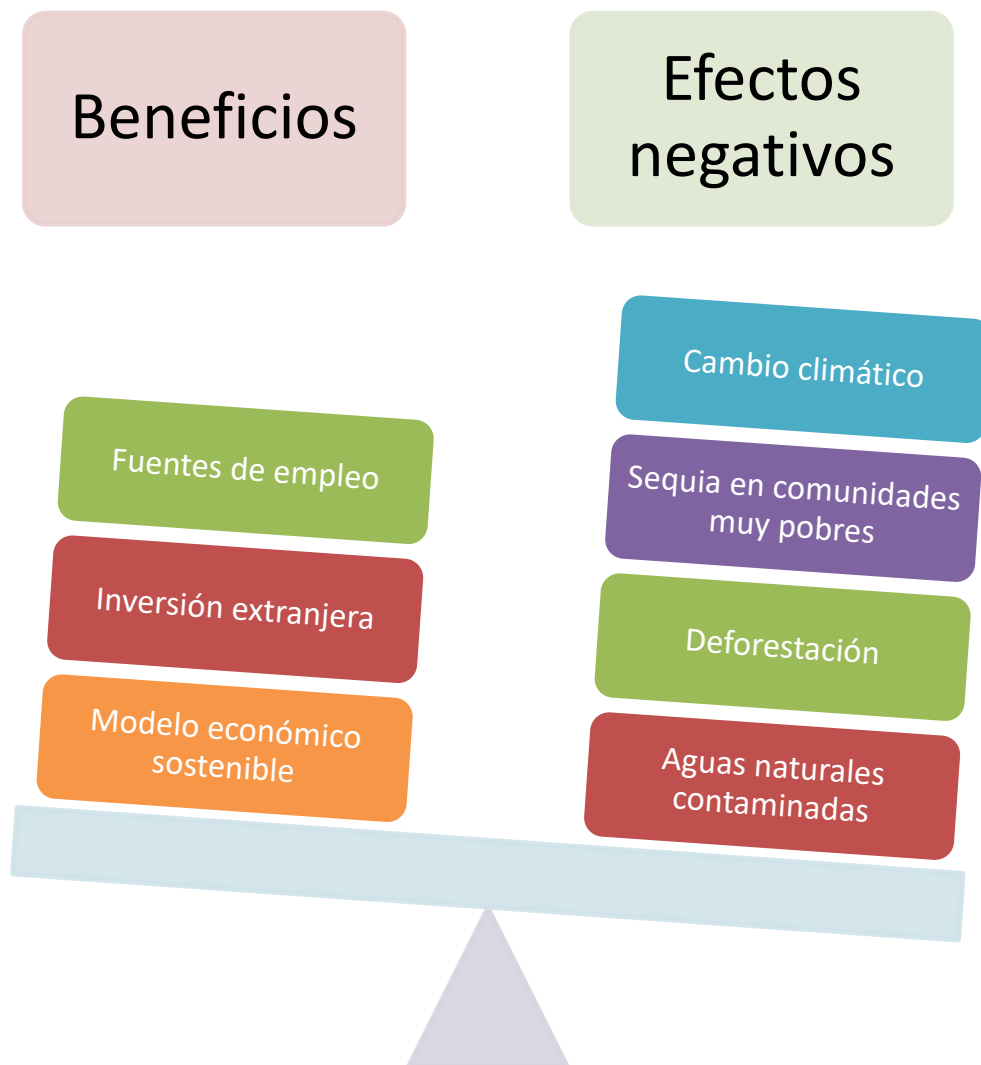 Beneficios
Efectos
negativos
Fuentes de empleo
Inversión extranjera
Modelo económico
sostenible
Cambio climático
Sequia en comunidades
muy pobres
Deforestación
Aguas naturales
contaminadas